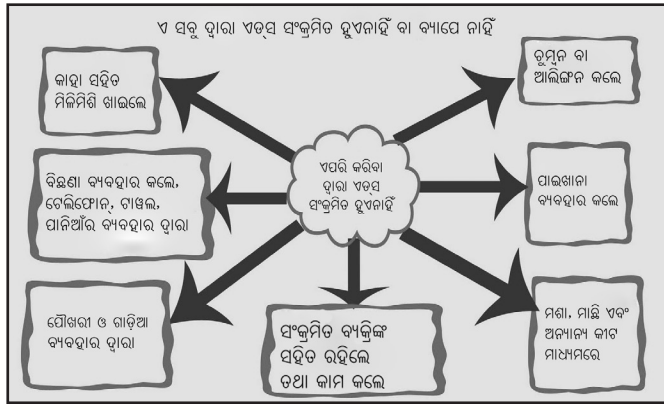 ଏ ସବୁ ଦ୍ୱାରା ଏଡ୍‌ସ ସଂକ୍ରମିତ ହୁଏନାହିଁ ବା ବ୍ୟାପେ ନାହିଁ
କାହା ସହିତ
ମିଳିମିଶି ଖାଇଲେ
ଚୁମ୍ବନ ବା
ଆଲିଙ୍ଗନ କଲେ
ଏପରି କରିବା
ଦ୍ୱାରା ଏଡ୍‌ସ
ସଂକ୍ରମିତ ହୁଏନାହିଁ
ବିଛଣା ବ୍ୟବହାର କଲେ,
ଟେଲିଫୋନ୍, ଟାୱଲ,
ପାନିଆଁର ବ୍ୟବହାର ଦ୍ୱାରା
ପାଇଖାନା
ବ୍ୟବହାର କଲେ
ପୌଖରୀ ଓ ଗାଡ଼ିଆ
ବ୍ୟବହାର ଦ୍ୱାରା
ସଂକ୍ରମିତ ବ୍ୟକ୍ତିଙ୍କ
ସହିତ ରହିଲେ
ତଥା କାମ କଲେ
ମଶା, ମାଛି ଏବଂ
ଅନ୍ୟାନ୍ୟ କୀଟ
ମାଧ୍ୟମରେ